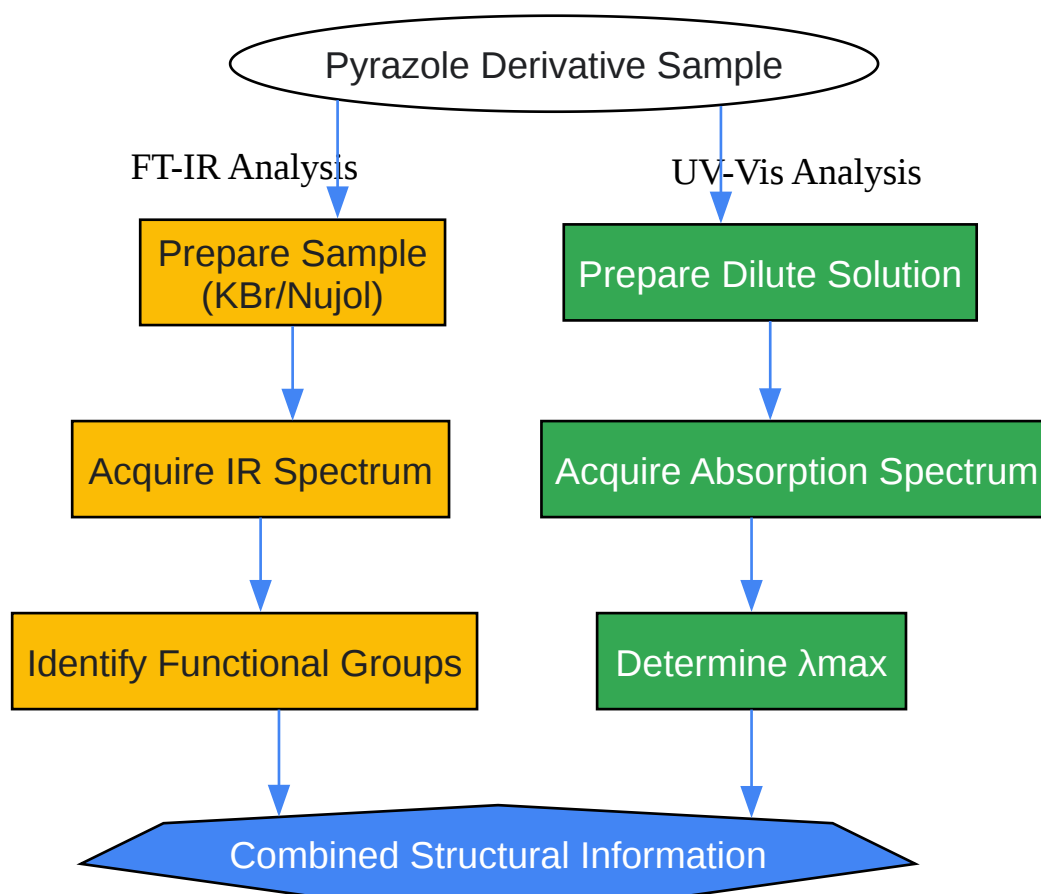 Pyrazole Derivative Sample
FT-IR Analysis
UV-Vis Analysis
Prepare Sample
(KBr/Nujol)
Prepare Dilute Solution
Acquire IR Spectrum
Acquire Absorption Spectrum
Identify Functional Groups
Determine λmax
Combined Structural Information